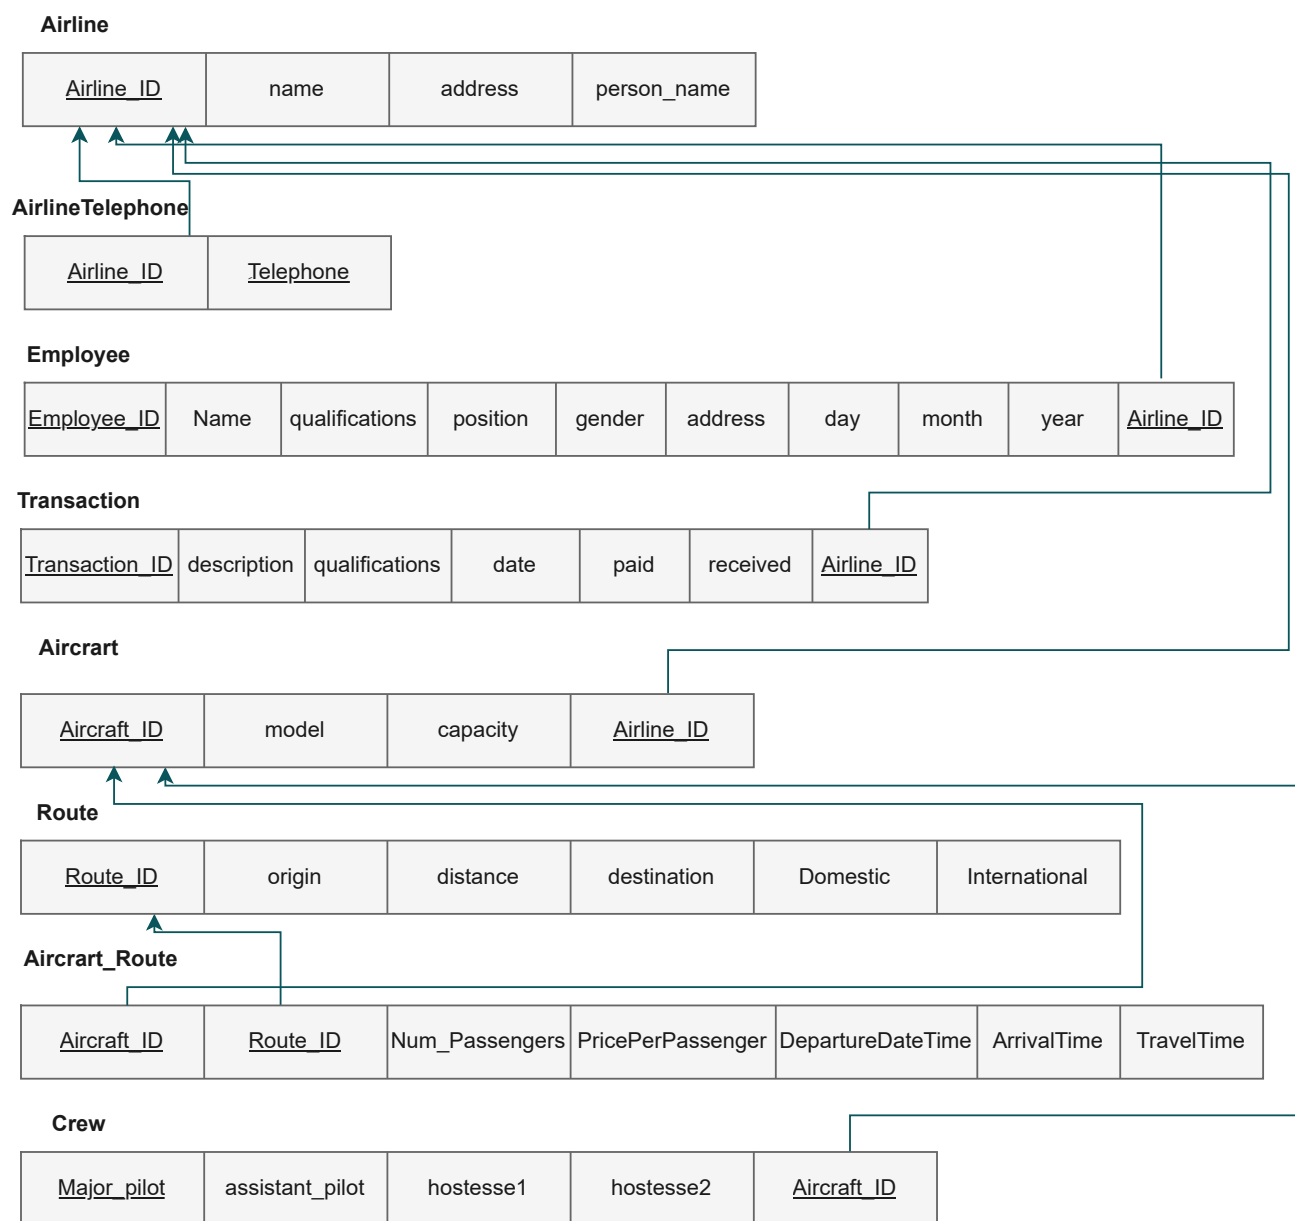 Airline
Airline_ID name address person_name
AirlineTelephone
Airline_ID Telephone
Employee
Employee_ID Name qualifications position gender address day month year Airline_ID
Transaction
Transaction_ID description qualifications date paid received Airline_ID
Aircrart
Aircraft_ID model capacity Airline_ID
Route
Route_ID origin distance destination Domestic International
Aircrart_Route
Aircraft_ID Route_ID Num_Passengers PricePerPassenger DepartureDateTime ArrivalTime TravelTime
Crew
Major_pilot assistant_pilot hostesse1 hostesse2 Aircraft_ID